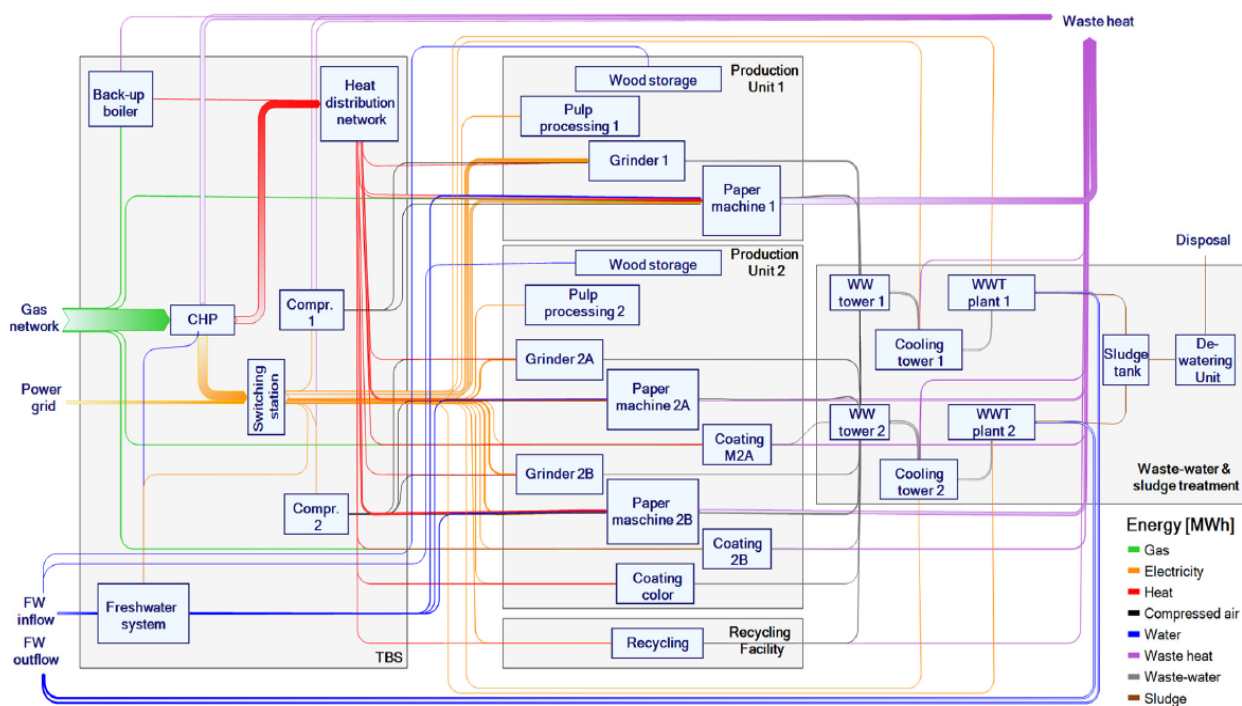 Waste heat
Back-up
boiler
Heat
distribution
network
Wood storage
Production
Unit 1
Pulp
processing 1
Grinder 1
Paper
machine 1
Wood storage
Production
Unit 2
Disposal
Gas
network
CHP
Compr.
1
Pulp
processing 2
WW
tower 1
WWT
plant 1
Cooling
tower 1
Sludge
tank
De-
watering
Unit
Grinder 2A
Power
grid
Switching
station
Paper
machine 2A
WW
tower 2
WWT
plant 2
Coating
M2A
Cooling
tower 2
Grinder 2B
Waste-water &
sludge treatment
Compr.
2
Paper
maschine 2B
Coating
2B
Coating
color
FW
inflow
Freshwater
system
FW
outflow
TBS
Recycling
Recycling
Facility
Energy [MWh]
Gas
Electricity
Heat
Compressed air
Water
Waste heat
Waste-water
Sludge